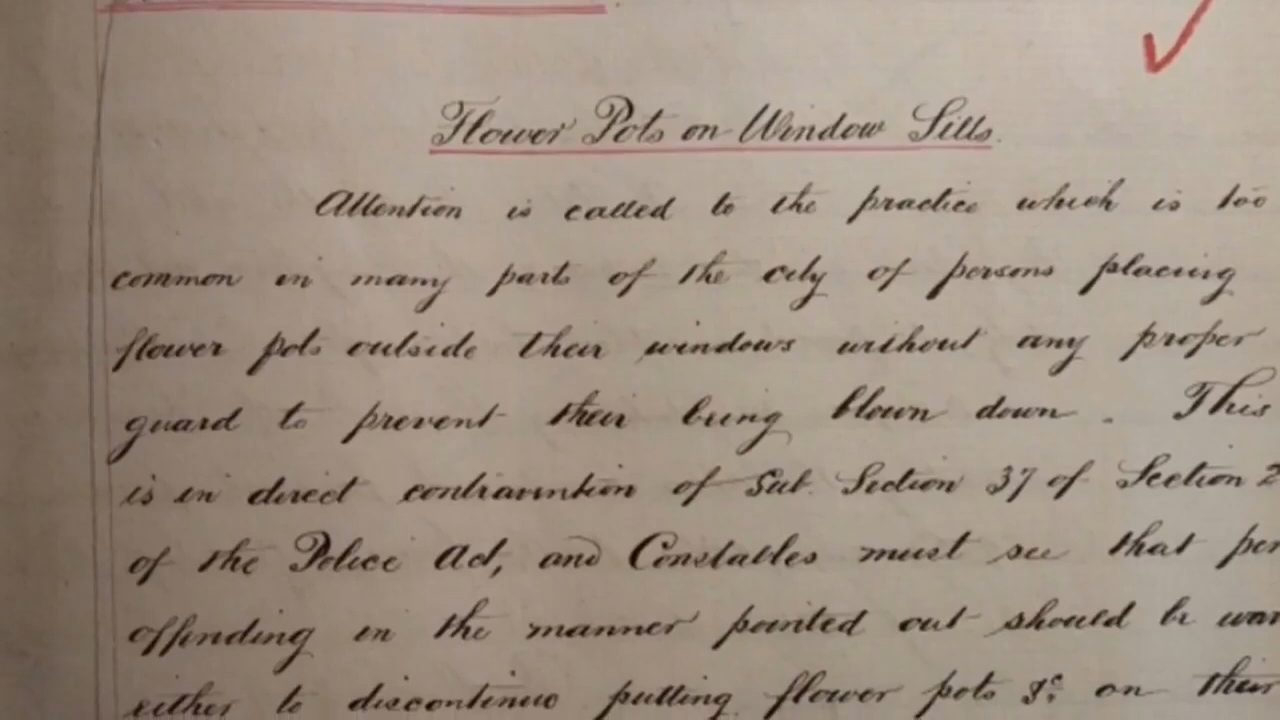 Flower Pots on Window Sills.
Attention is called to the practice which is too
common in many parts of the city of persons placing
flower pots outside their windows without any proper
guard to prevent their being blown down. This
is in direct contravention of Sub. Section 37 of Section 2
of the Police Act, and Constables must see that per
offending in the manner pointed out should be war
either to discontinue putting flower pots &c. on their